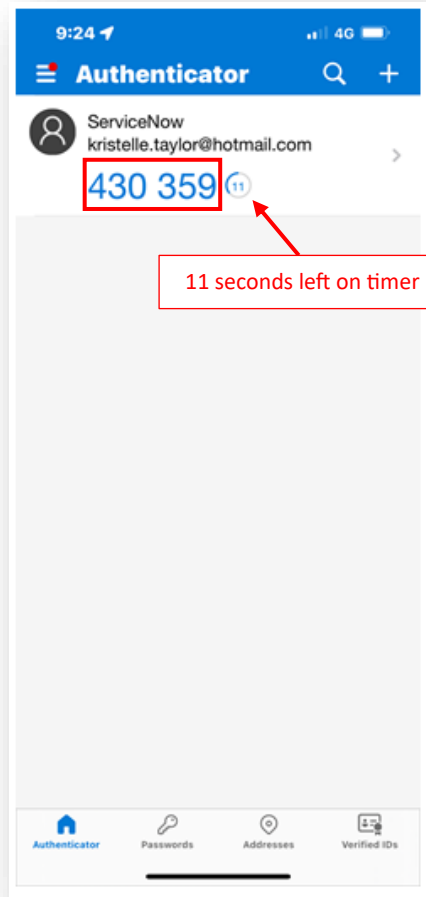 9:24 4G
Authenticator
ServiceNow
kristelle.taylor@hotmail.com
430 359 11
11 seconds left on timer
Authenticator Passwords Addresses Verified IDs